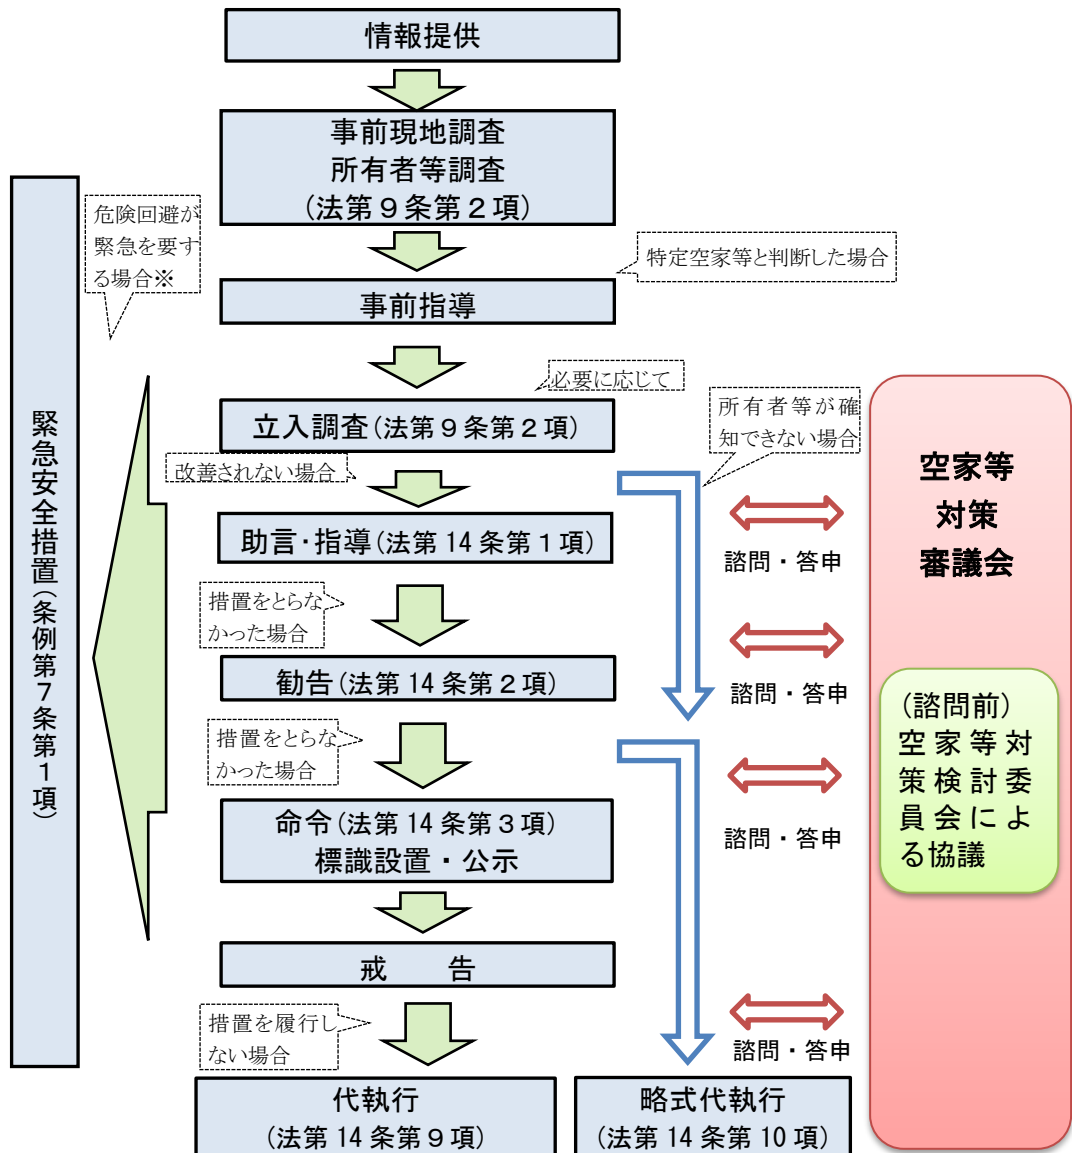 情報提供
事前現地調査
所有者等調査
(法第９条第２項)
危険回避が
緊急を要す
る場合※
特定空家等と判断した場合
事前指導
必要に応じて
立入調査(法第９条第２項)
所有者等が確
知できない場合
改善されない場合
助言・指導(法第 14 条第１項)
諮問・答申
措置をとらな
かった場合
勧告(法第 14 条第２項)
諮問・答申
措置をとらな
かった場合
命令(法第 14 条第３項)
標識設置・公示
諮問・答申
戒　　告
措置を履行し
ない場合
諮問・答申
代執行
(法第 14 条第９項)
略式代執行
(法第 14 条第 10 項)
緊急安全措置(条例第７条第１項)
空家等
対策
審議会
(諮問前)
空家等対
策検討委
員会によ
る協議